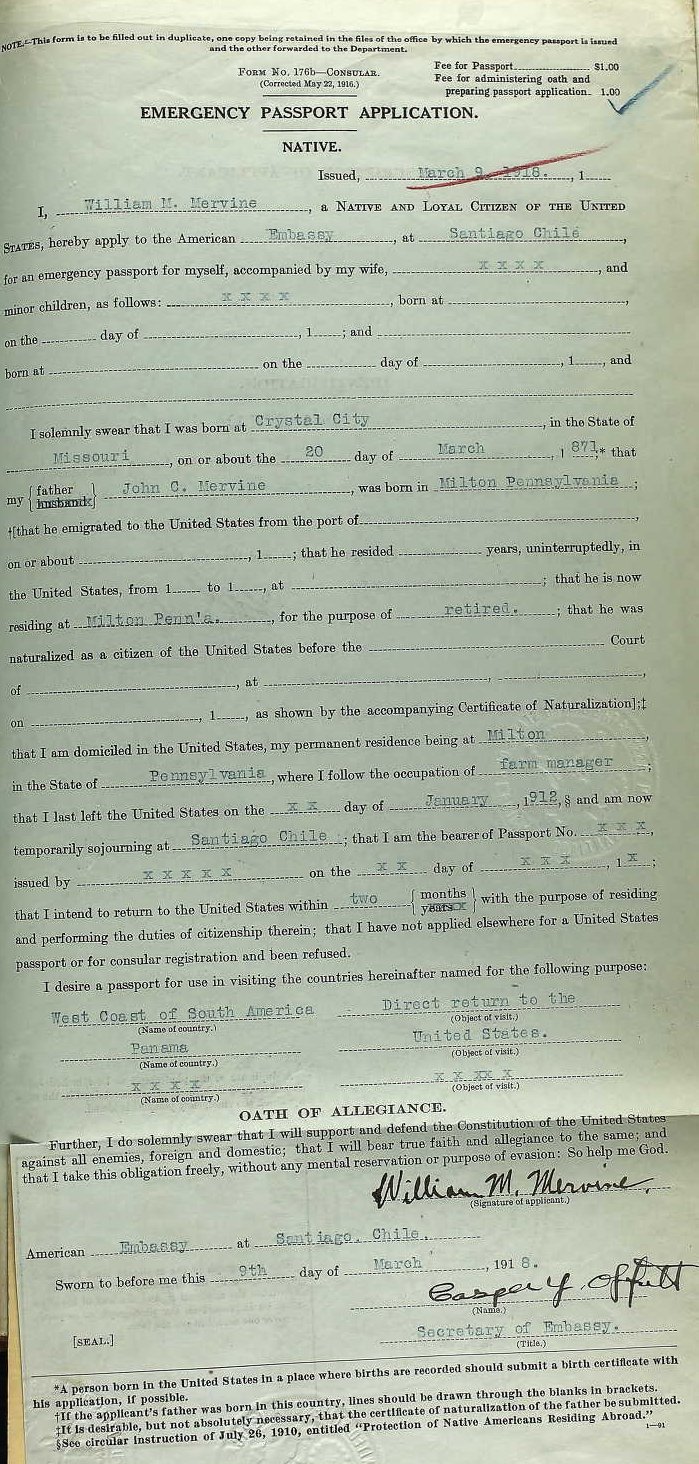 NOTE.—This form is to be filled out in duplicate, one copy being retained in the files of the office by which the emergency passport is issued
and the other forwarded to the Department.
FORM No. 176b—CONSULAR.
(Corrected May 22, 1916.)
Fee for Passport $1.00
Fee for administering oath and
preparing passport application 1.00
EMERGENCY PASSPORT APPLICATION.
NATIVE.
Issued, March 9, 1918., 1
I, William M. Mervine, a NATIVE AND LOYAL CITIZEN OF THE UNITED
STATES, hereby apply to the American Embassy, at Santiago Chile,
for an emergency passport for myself, accompanied by my wife, x x x x, and
minor children, as follows: x x x x, born at ,
on the day of , 1 ; and
born at on the day of , 1 , and
I solemnly swear that I was born at Crystal City, in the State of
Missouri, on or about the 20 day of March, 1 871;* that
my { father husband } John C. Mervine, was born in Milton Pennsylvania;
†[that he emigrated to the United States from the port of ,
on or about , 1 ; that he resided years, uninterruptedly, in
the United States, from 1 to 1 , at ; that he is now
residing at Milton Penn'a., for the purpose of retired.; that he was
naturalized as a citizen of the United States before the Court
of , at , ,
on , 1 , as shown by the accompanying Certificate of Naturalization];‡
that I am domiciled in the United States, my permanent residence being at Milton,
in the State of Pennsylvania, where I follow the occupation of farm manager;
that I last left the United States on the x x day of January, 1912, § and am now
temporarily sojourning at Santiago Chile; that I am the bearer of Passport No. x x x,
issued by x x x x x on the x x day of x x x, 1 x;
that I intend to return to the United States within two { months years } with the purpose of residing
and performing the duties of citizenship therein; that I have not applied elsewhere for a United States
passport or for consular registration and been refused.
I desire a passport for use in visiting the countries hereinafter named for the following purpose:
West Coast of South America Direct return to the
(Name of country.) (Object of visit.)
Panama United States.
(Name of country.) (Object of visit.)
x x x x x x xx x
(Name of country.) (Object of visit.)
OATH OF ALLEGIANCE.
Further, I do solemnly swear that I will support and defend the Constitution of the United States
against all enemies, foreign and domestic; that I will bear true faith and allegiance to the same; and
that I take this obligation freely, without any mental reservation or purpose of evasion: So help me God.
William M. Mervine.
(Signature of applicant.)
American Embassy at Santiago, Chile.
Sworn to before me this 9th day of March, 191 8.
Casper Y. Offutt
(Name.)
[SEAL.]
Secretary of Embassy.
(Title.)
*A person born in the United States in a place where births are recorded should submit a birth certificate with
his application, if possible.
†If the applicant's father was born in this country, lines should be drawn through the blanks in brackets.
‡It is desirable, but not absolutely necessary, that the certificate of naturalization of the father be submitted.
§See circular instruction of July 26, 1910, entitled "Protection of Native Americans Residing Abroad."
1—91